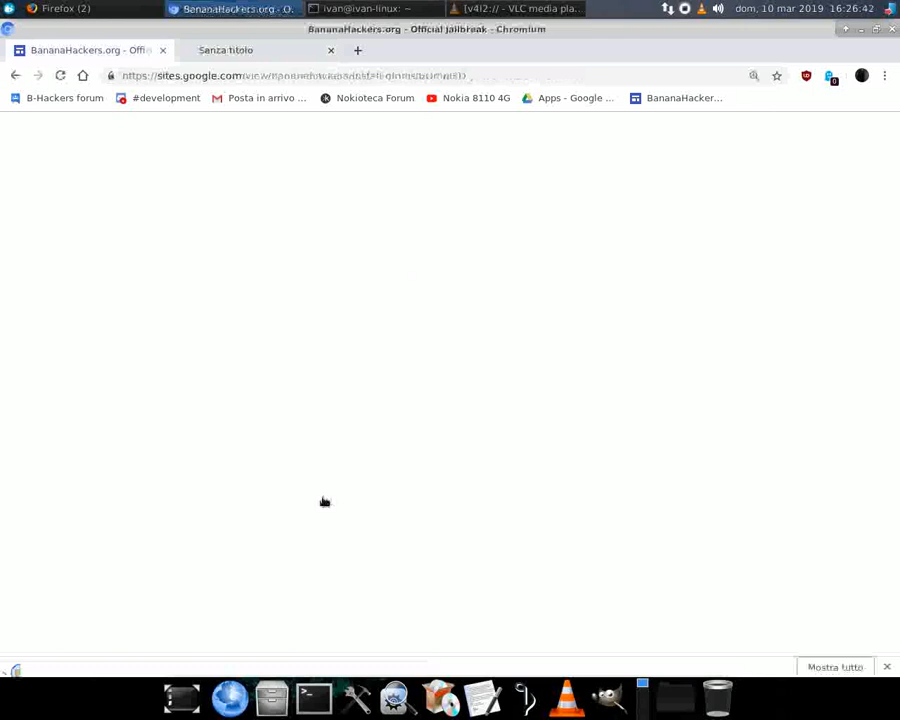 Firefox (2) BananaHackers.org - O... ivan@ivan-linux: ~ [v4l2:// - VLC media pla... dom, 10 mar 2019 16:26:42
BananaHackers.org - Official Jailbreak - Chromium
BananaHackers.org - Offi Senza titolo
https://sites.google.com
B-Hackers forum #development Posta in arrivo ... Nokioteca Forum Nokia 8110 4G Apps - Google ... BananaHacker...
Mostra tutto